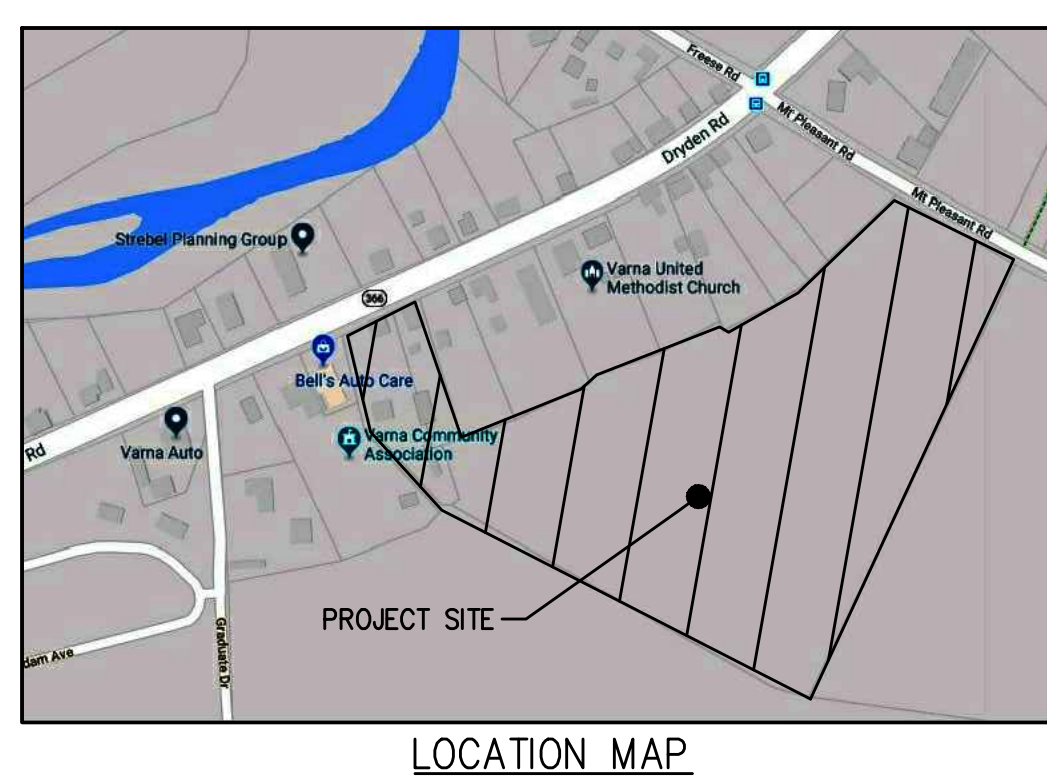 Freese Rd
Mt Pleasant Rd
Dryden Rd
Mt Pleasant Rd
Strebel Planning Group
Varna United
Methodist Church
366
Bell's Auto Care
Varna Community
Association
Rd
Varna Auto
PROJECT SITE
dam Ave
Graduate Dr
LOCATION MAP